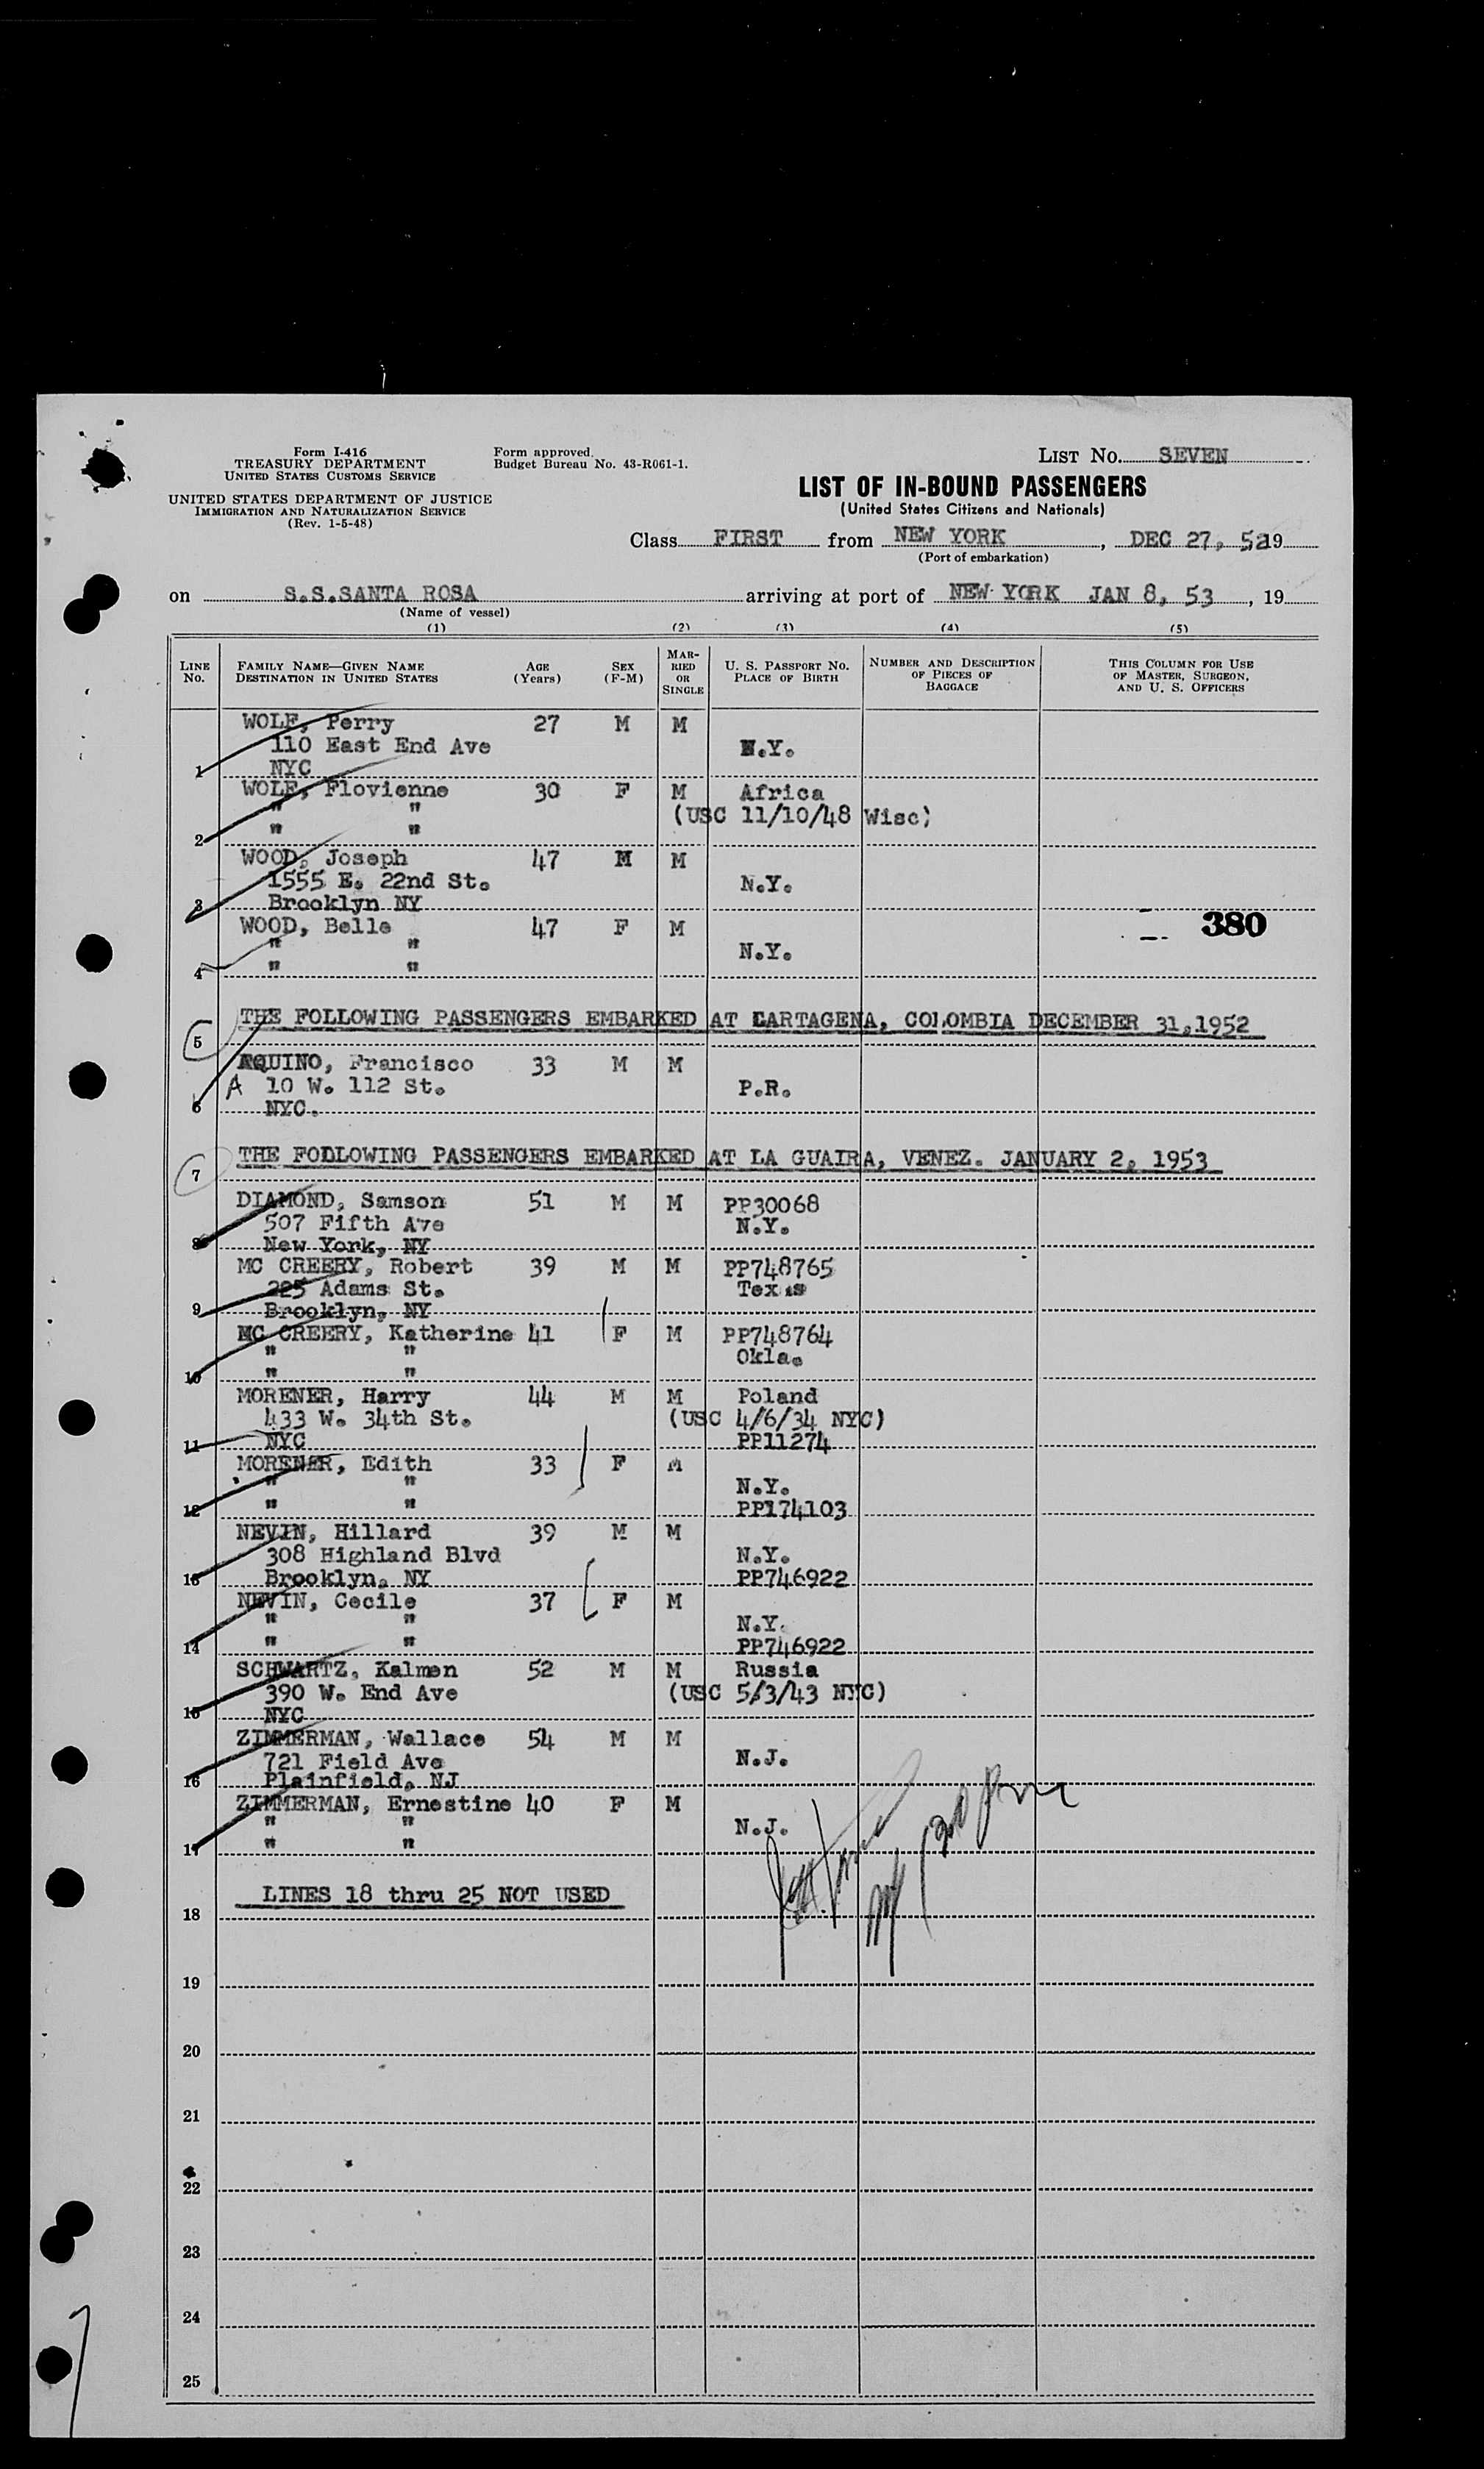 Form I-416
TREASURY DEPARTMENT
UNITED STATES CUSTOMS SERVICE
UNITED STATES DEPARTMENT OF JUSTICE
IMMIGRATION AND NATURALIZATION SERVICE
(Rev. 1-5-48)
Form approved.
Budget Bureau No. 43-R061-1.
LIST NO. SEVEN
LIST OF IN-BOUND PASSENGERS
(United States Citizens and Nationals)
Class FIRST from NEW YORK, DEC 27, 5219
(Port of embarkation)
on S.S.SANTA ROSA arriving at port of NEW YORK JAN 8, 53, 19
(Name of vessel)
(1) (2) (3) (4) (5)
LINE NO. FAMILY NAME—GIVEN NAME DESTINATION IN UNITED STATES AGE (Years) SEX (F-M) MARRIED OR SINGLE U. S. PASSPORT NO. PLACE OF BIRTH NUMBER AND DESCRIPTION OF PIECES OF BAGGAGE THIS COLUMN FOR USE OF MASTER, SURGEON, AND U. S. OFFICERS
WOLF, Perry 27 M M
110 East End Ave N.Y.
1 NYC
WOLF, Flovienne 30 F M Africa
" " (USC 11/10/48 Wisc)
2 " "
WOOD, Joseph 47 M M
1555 E. 22nd St. N.Y.
3 Brooklyn NY
WOOD, Belle 47 F M 380
" " N.Y.
4 " "
THE FOLLOWING PASSENGERS EMBARKED AT CARTAGENA, COLOMBIA DECEMBER 31,1952
5
AQUINO, Francisco 33 M M
A 10 W. 112 St. P.R.
6 NYC.
THE FOLLOWING PASSENGERS EMBARKED AT LA GUAIRA, VENEZ. JANUARY 2, 1953
7
DIAMOND, Samson 51 M M PP30068
507 Fifth Ave N.Y.
8 New York, NY
MC CREERY, Robert 39 M M PP748765
225 Adams St. Texas
9 Brooklyn, NY
MC CREERY, Katherine 41 F M PP748764
" " Okla.
10 " "
MORENER, Harry 44 M M Poland
433 W. 34th St. (USC 4/6/34 NYC)
11 NYC PP11274
MORENER, Edith 33 F M
" " N.Y.
12 " " PP174103
NEVIN, Hillard 39 M M
308 Highland Blvd N.Y.
13 Brooklyn, NY PP746922
NEVIN, Cecile 37 F M
" " N.Y.
14 " " PP746922
SCHWARTZ, Kalmen 52 M M Russia
390 W. End Ave (USC 5/3/43 NYC)
15 NYC
ZIMMERMAN, Wallace 54 M M
721 Field Ave N.J.
16 Plainfield, NJ
ZIMMERMAN, Ernestine 40 F M
" " N.J.
17 " "
LINES 18 thru 25 NOT USED
18
19
20
21
22
23
24
25